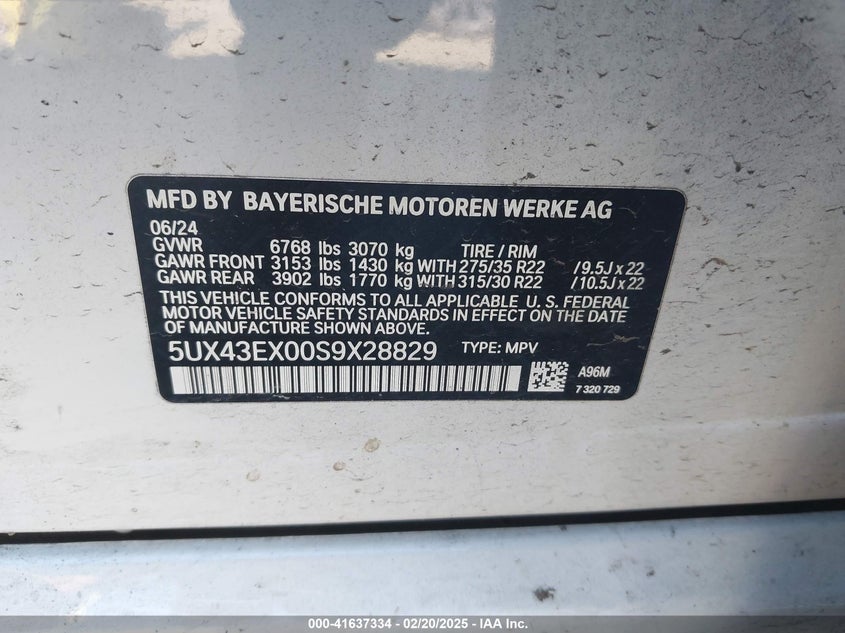 MFD BY BAYERISCHE MOTOREN WERKE AG
06/24
GVWR 6768 lbs 3070 kg TIRE / RIM
GAWR FRONT 3153 lbs 1430 kg WITH 275/35 R22 /9.5J x 22
GAWR REAR 3902 lbs 1770 kg WITH 315/30 R22 /10.5J x 22
THIS VEHICLE CONFORMS TO ALL APPLICABLE U. S. FEDERAL
MOTOR VEHICLE SAFETY STANDARDS IN EFFECT ON THE DATE
OF MANUFACTURE SHOWN ABOVE.
5UX43EX00S9X28829 TYPE: MPV
A96M
7 320 729
000-41637334 - 02/20/2025 - IAA Inc.